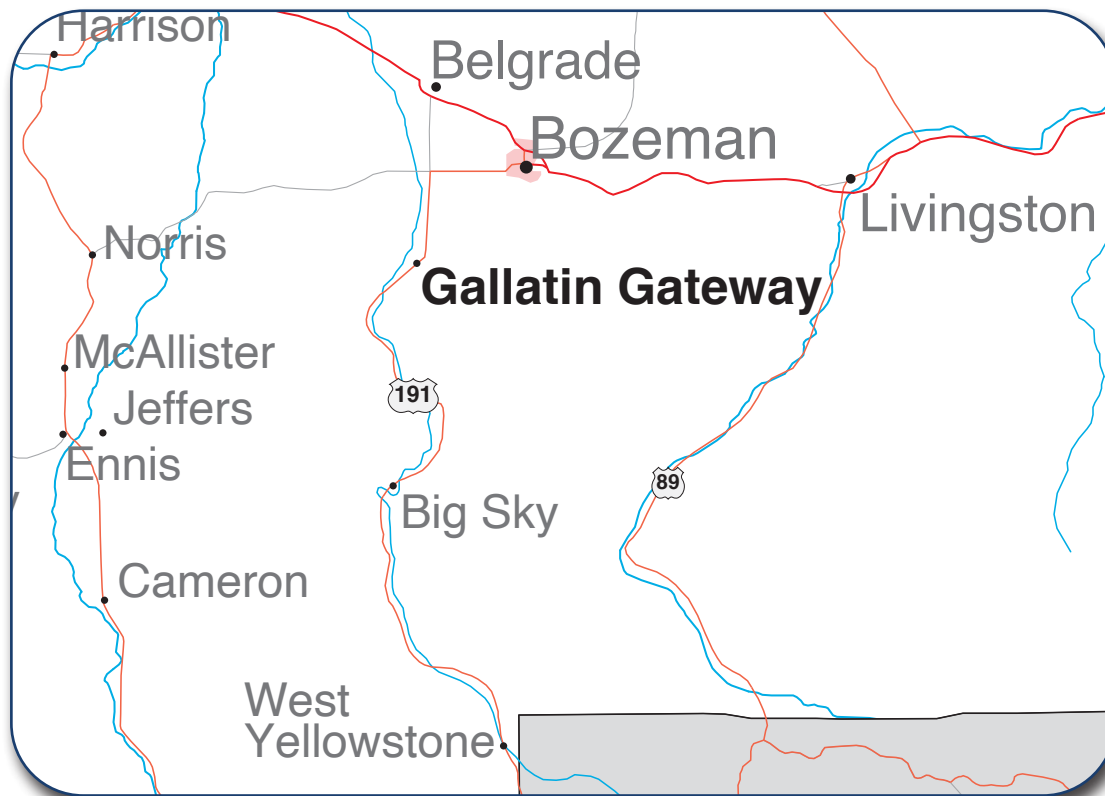 Harrison
Belgrade
Bozeman
Livingston
Norris
Gallatin Gateway
McAllister
191
Jeffers
Ennis
89
Big Sky
Cameron
West
Yellowstone